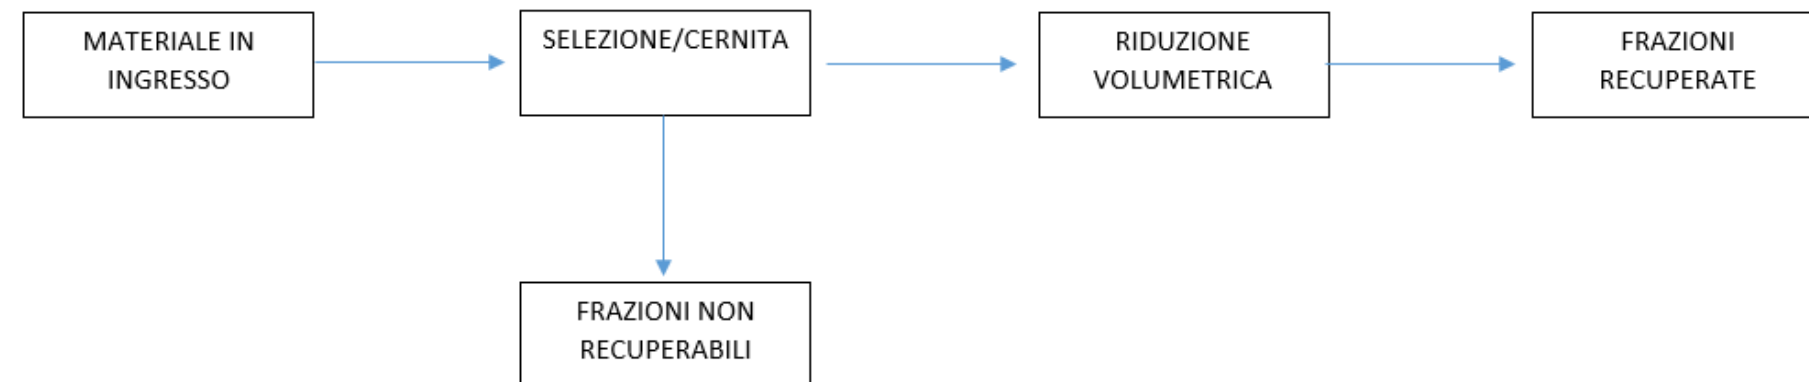 MATERIALE IN
INGRESSO
SELEZIONE/CERNITA
RIDUZIONE
VOLUMETRICA
FRAZIONI
RECUPERATE
FRAZIONI NON
RECUPERABILI